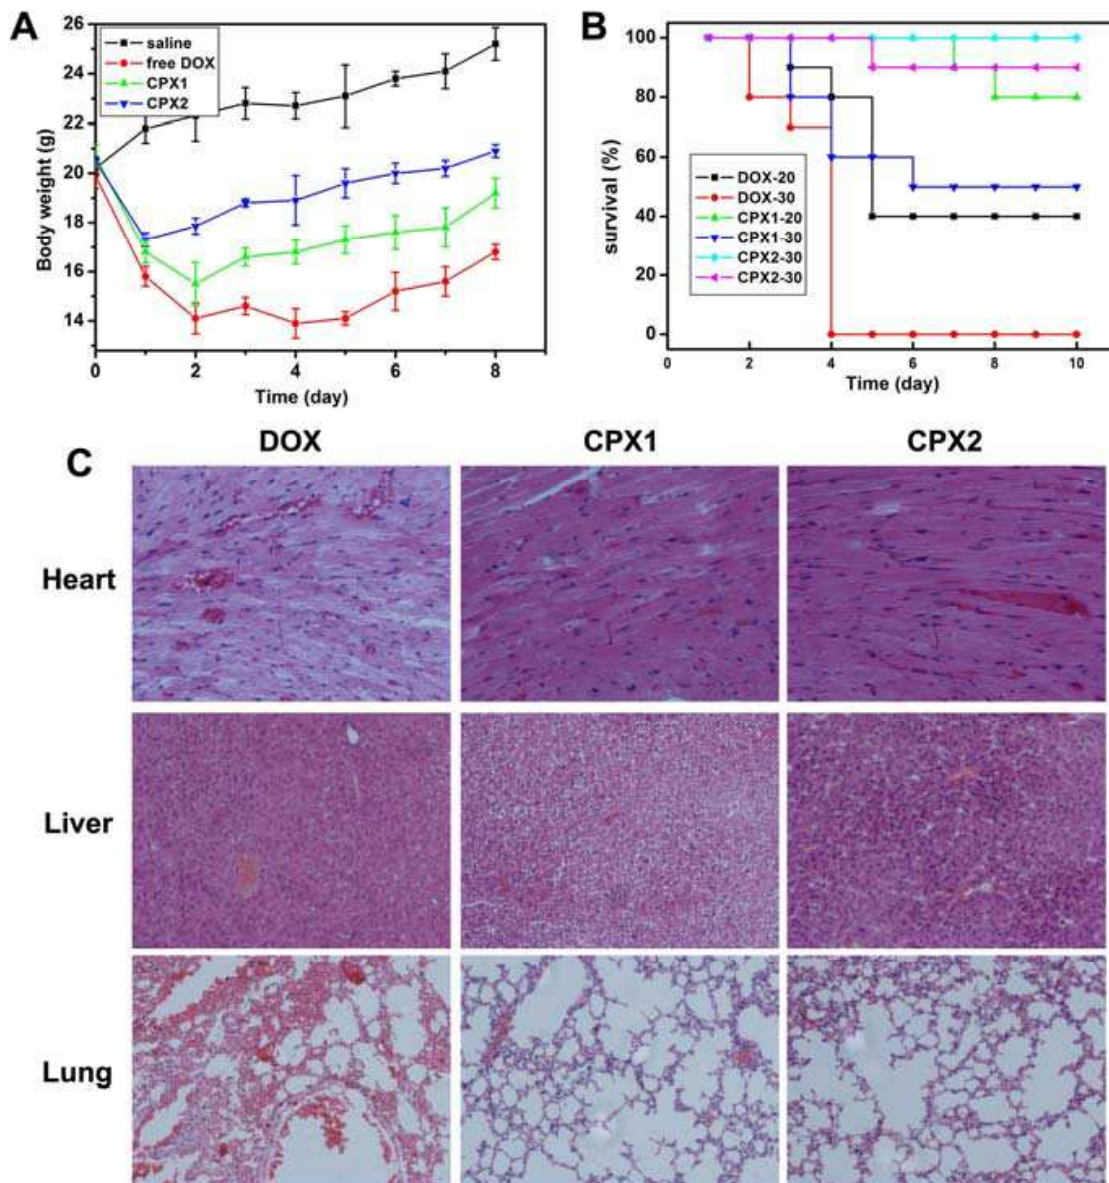 A
B
saline
free DOX
CPX1
CPX2
26
24
22
20
18
16
14
0
2
4
6
8
Body weight (g)
Time (day)
100
80
60
40
20
0
2
4
6
8
10
survival (%)
Time (day)
DOX-20
DOX-30
CPX1-20
CPX1-30
CPX2-30
CPX2-30
C
DOX
CPX1
CPX2
Heart
Liver
Lung